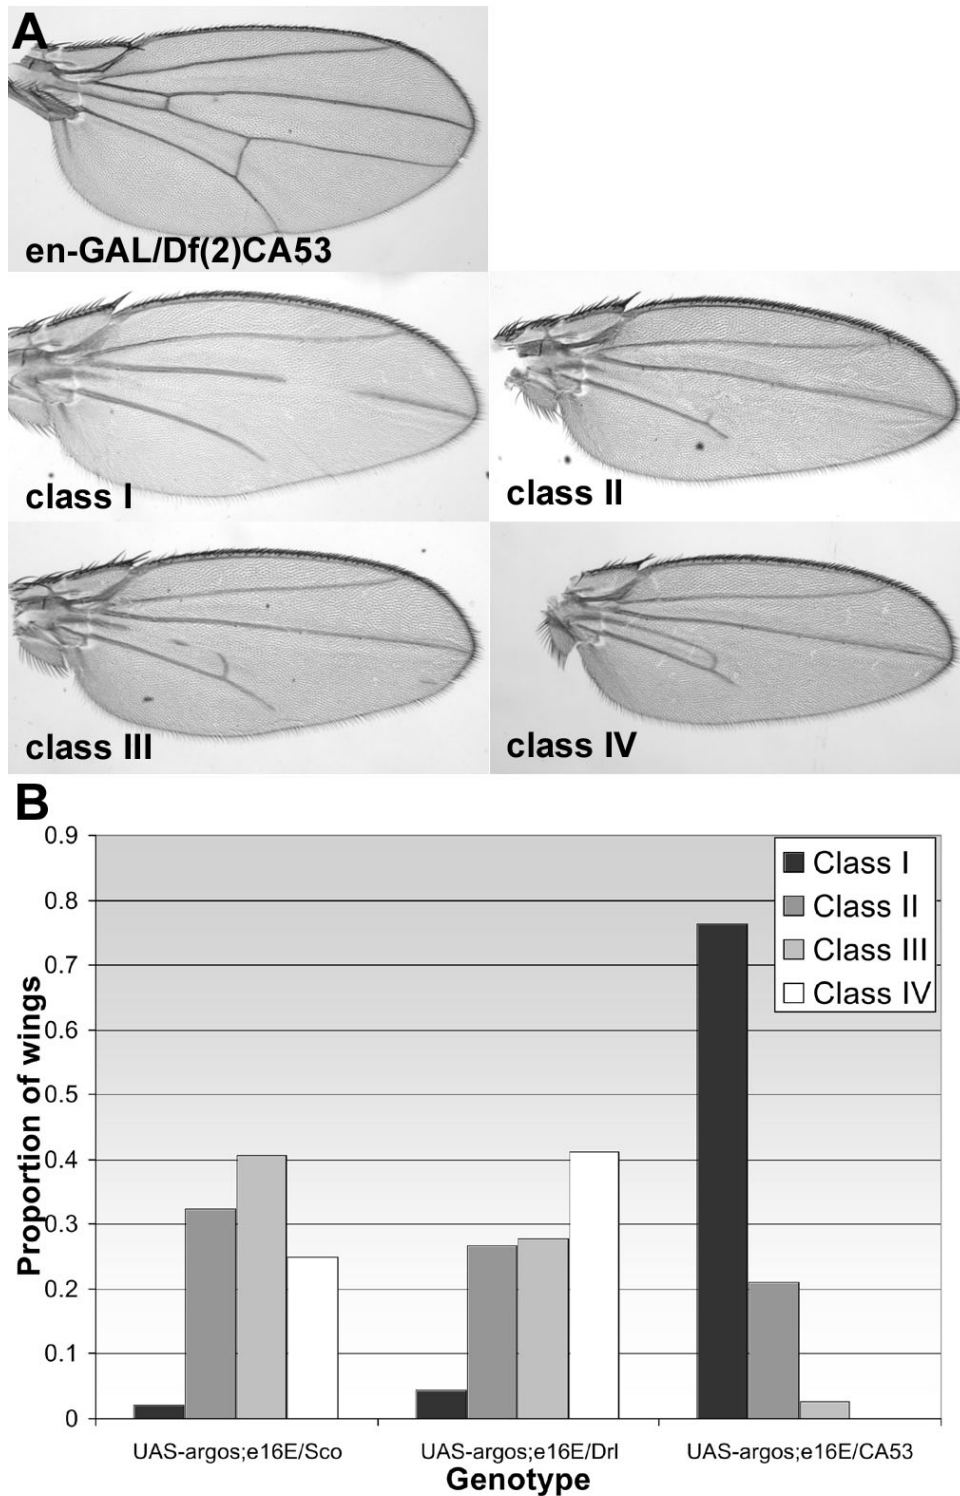 A
en-GAL/Df(2)CA53
class I
class II
class III
class IV
B
0.9
0.8
0.7
0.6
0.5
0.4
0.3
0.2
0.1
0
Proportion of wings
Class I
Class II
Class III
Class IV
UAS-argos;e16E/Sco
UAS-argos;e16E/Drl
UAS-argos;e16E/CA53
Genotype